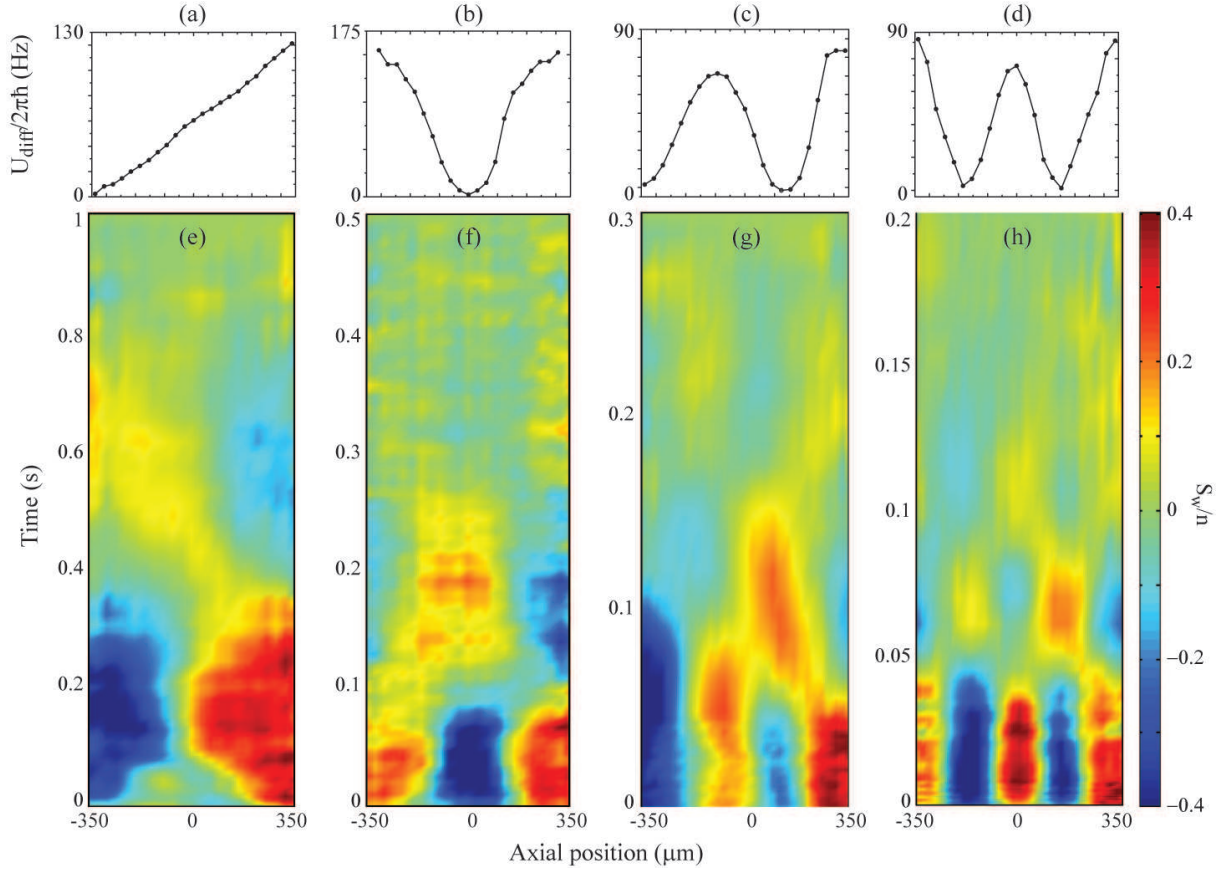 (a) (b) (c) (d)
130 175 90 90
U_diff/2πħ (Hz)
0 0 0 0
(e) (f) (g) (h)
1 0.5 0.3 0.2 0.4
0.8 0.4 0.15
0.2 0.2
0.6 0.3
Time (s) 0.1 0 S_w/n
0.4 0.2
0.1 0.05 −0.2
0.2 0.1
0 0 0 0 −0.4
-350 0 350 -350 0 350 -350 0 350 -350 0 350
Axial position (μm)